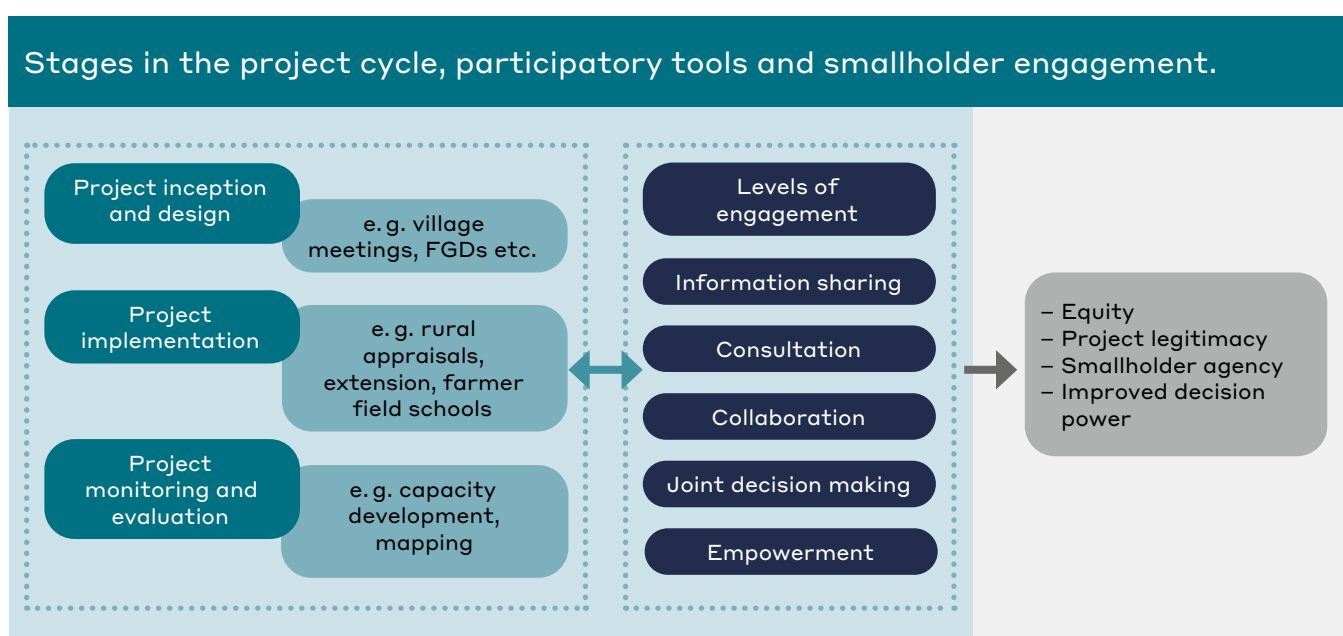 Stages in the project cycle, participatory tools and smallholder engagement.
Project inception
and design
e. g. village
meetings, FGDs etc.
Project
implementation
e. g. rural
appraisals,
extension, farmer
field schools
Project
monitoring and
evaluation
e. g. capacity
development,
mapping
Levels of
engagement
Information sharing
Consultation
Collaboration
Joint decision making
Empowerment
– Equity
– Project legitimacy
– Smallholder agency
– Improved decision
power